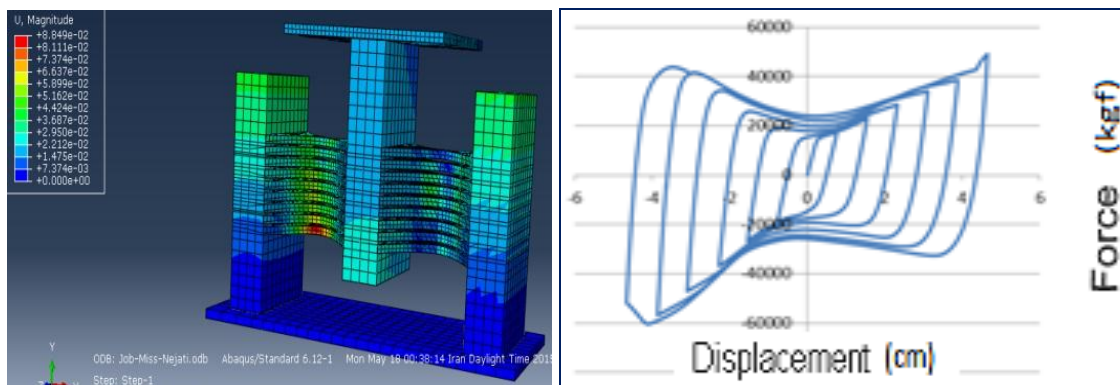 U, Magnitude
+8.849e-02
+8.111e-02
+7.374e-02
+6.637e-02
+5.899e-02
+5.162e-02
+4.424e-02
+3.687e-02
+2.950e-02
+2.212e-02
+1.475e-02
+7.374e-03
+0.000e+00
Y
X
ODB: Job-Miss-Nejati.odb Abaqus/Standard 6.12-1 Mon May 18 00:38:14 Iran Daylight Time 2015
Step: Step-1
60000
40000
20000
0
-6 -4 -2 0 2 4 6
-20000
-40000
-60000
Displacement (cm)
Force (kgf)